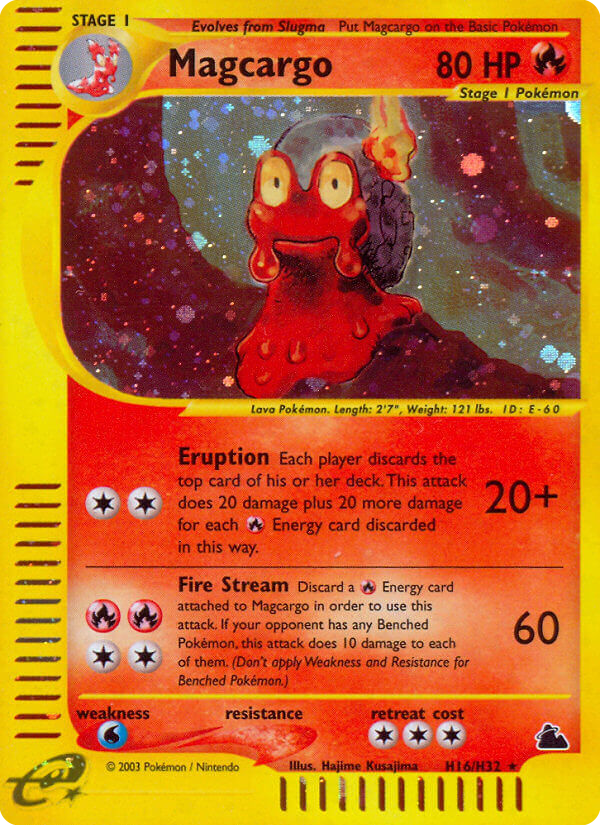 STAGE 1
Evolves from Slugma Put Magcargo on the Basic Pokémon
Magcargo 80 HP
Stage 1 Pokémon
Lava Pokémon. Length: 2'7", Weight: 121 lbs. ID: E-60
Eruption Each player discards the
top card of his or her deck. This attack
does 20 damage plus 20 more damage
for each Energy card discarded
in this way.
20+
Fire Stream Discard a Energy card
attached to Magcargo in order to use this
attack. If your opponent has any Benched
Pokémon, this attack does 10 damage to each
of them. (Don't apply Weakness and Resistance for
Benched Pokémon.)
60
weakness resistance retreat cost
© 2003 Pokémon / Nintendo Illus. Hajime Kusajima H16/H32 ★